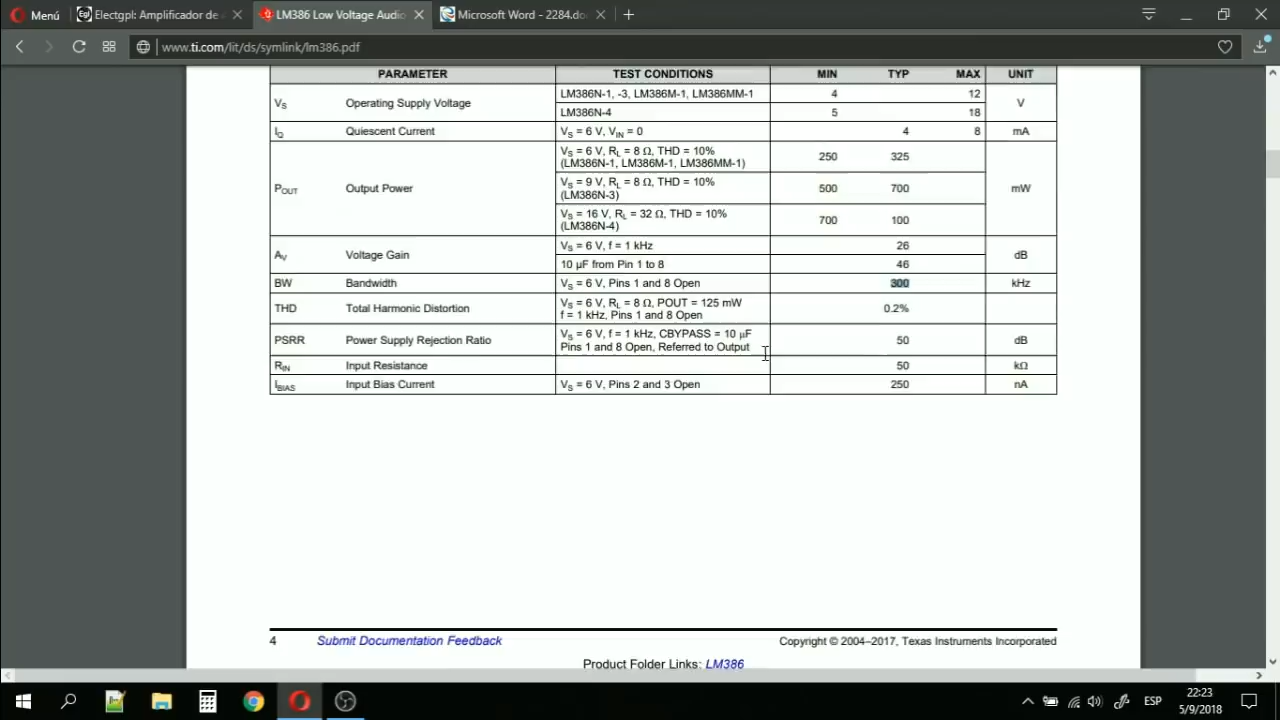 Menú
Electgpl: Amplificador de
LM386 Low Voltage Audio
Microsoft Word - 2284.do
www.ti.com/lit/ds/symlink/lm386.pdf
PARAMETER TEST CONDITIONS MIN TYP MAX UNIT
VS Operating Supply Voltage LM386N-1, -3, LM386M-1, LM386MM-1 4 12 V
LM386N-4 5 18
IQ Quiescent Current VS = 6 V, VIN = 0 4 8 mA
POUT Output Power VS = 6 V, RL = 8 Ω, THD = 10%
(LM386N-1, LM386M-1, LM386MM-1) 250 325 mW
VS = 9 V, RL = 8 Ω, THD = 10%
(LM386N-3) 500 700
VS = 16 V, RL = 32 Ω, THD = 10%
(LM386N-4) 700 100
AV Voltage Gain VS = 6 V, f = 1 kHz 26 dB
10 μF from Pin 1 to 8 46
BW Bandwidth VS = 6 V, Pins 1 and 8 Open 300 kHz
THD Total Harmonic Distortion VS = 6 V, RL = 8 Ω, POUT = 125 mW
f = 1 kHz, Pins 1 and 8 Open 0.2%
PSRR Power Supply Rejection Ratio VS = 6 V, f = 1 kHz, CBYPASS = 10 μF
Pins 1 and 8 Open, Referred to Output 50 dB
RIN Input Resistance 50 kΩ
IBIAS Input Bias Current VS = 6 V, Pins 2 and 3 Open 250 nA
4 Submit Documentation Feedback Copyright © 2004–2017, Texas Instruments Incorporated
Product Folder Links: LM386
ESP
22:23
5/9/2018